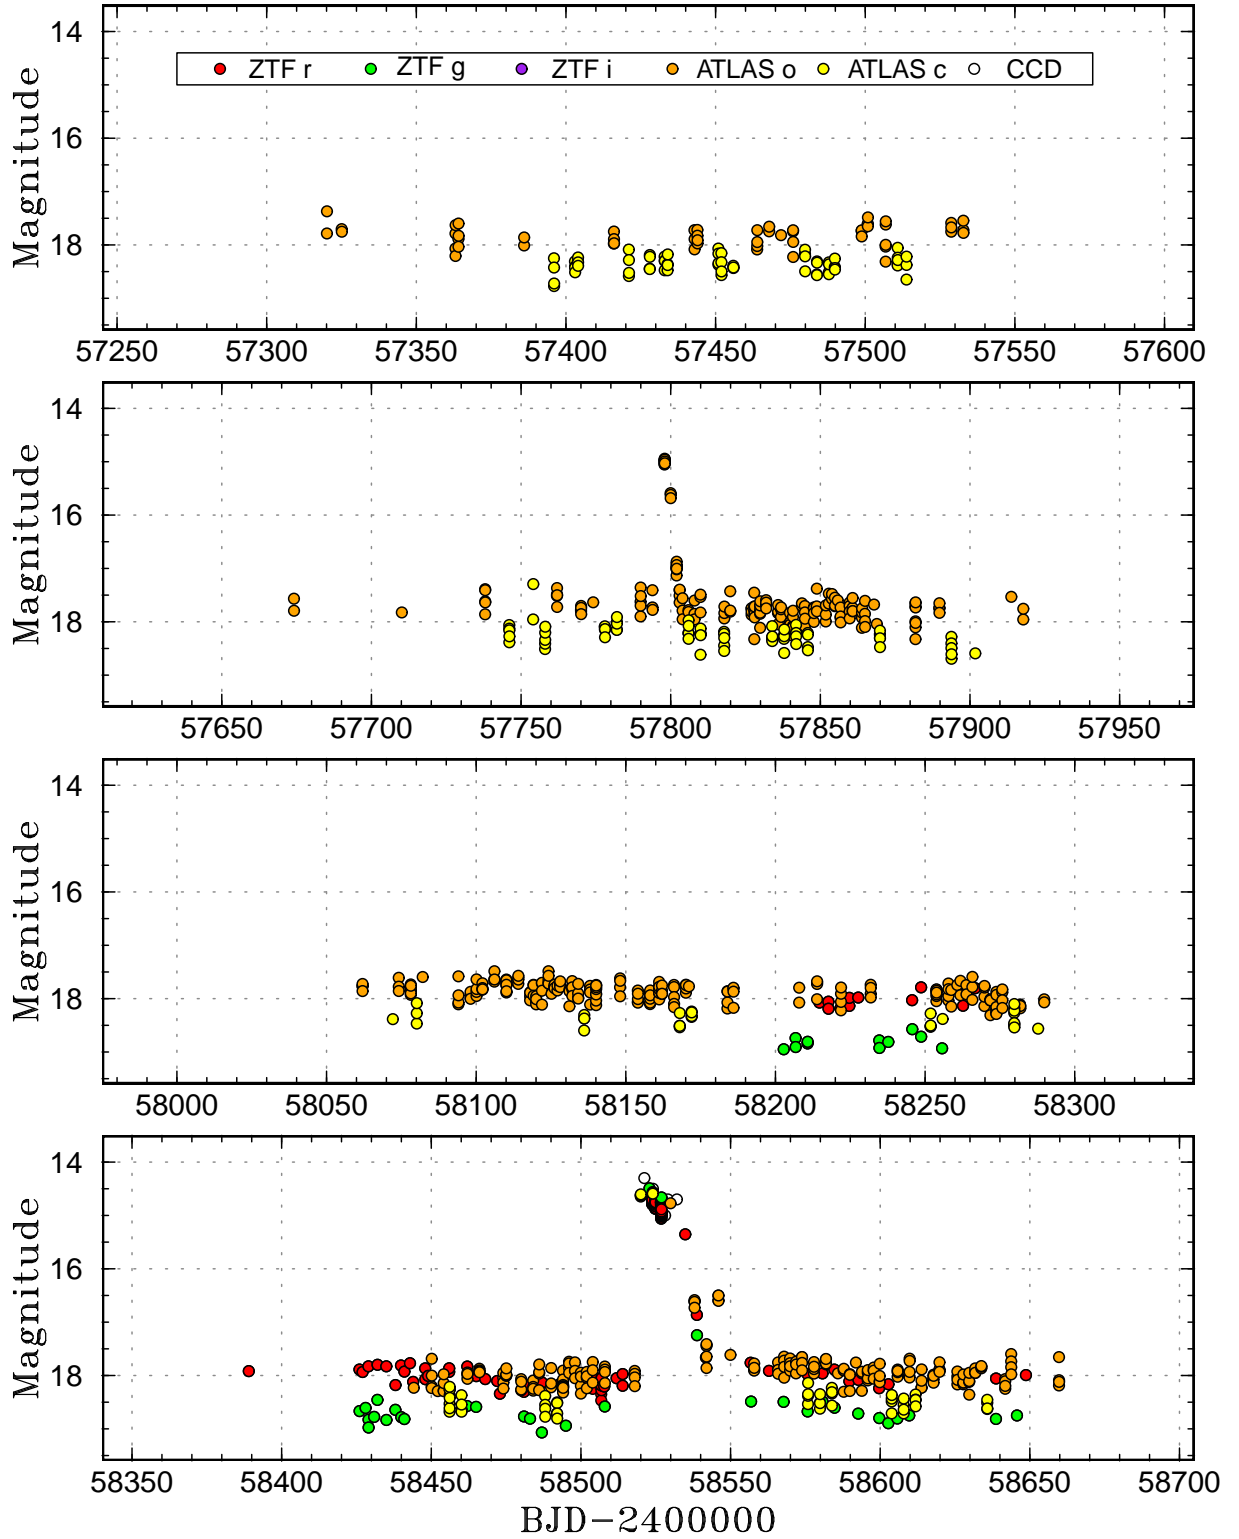 14
ZTF r ZTF g ZTF i ATLAS o ATLAS c CCD
16
18
Magnitude
57250 57300 57350 57400 57450 57500 57550 57600
14
16
18
Magnitude
57650 57700 57750 57800 57850 57900 57950
14
16
18
Magnitude
58000 58050 58100 58150 58200 58250 58300
14
16
18
Magnitude
58350 58400 58450 58500 58550 58600 58650 58700
BJD−2400000